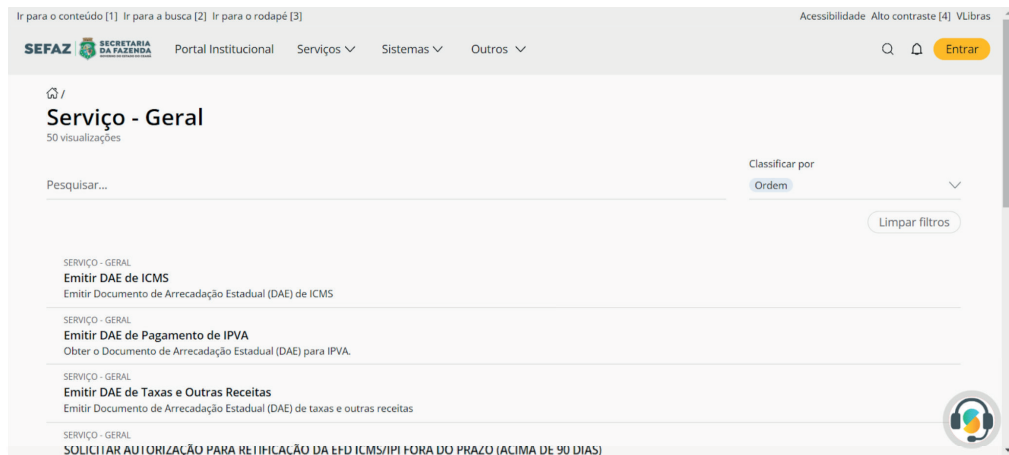 Ir para o conteúdo [1] Ir para a busca [2] Ir para o rodapé [3] Acessibilidade Alto contraste [4] VLibras
SEFAZ SECRETARIA DA FAZENDA Portal Institucional Serviços Sistemas Outros Entrar
/
Serviço - Geral
50 visualizações
Classificar por
Pesquisar... Ordem
Limpar filtros
SERVIÇO - GERAL
Emitir DAE de ICMS
Emitir Documento de Arrecadação Estadual (DAE) de ICMS
SERVIÇO - GERAL
Emitir DAE de Pagamento de IPVA
Obter o Documento de Arrecadação Estadual (DAE) para IPVA.
SERVIÇO - GERAL
Emitir DAE de Taxas e Outras Receitas
Emitir Documento de Arrecadação Estadual (DAE) de taxas e outras receitas
SERVIÇO - GERAL
SOLICITAR AUTORIZAÇÃO PARA RETIFICAÇÃO DA EFD ICMS/IPI FORA DO PRAZO (ACIMA DE 90 DIAS)